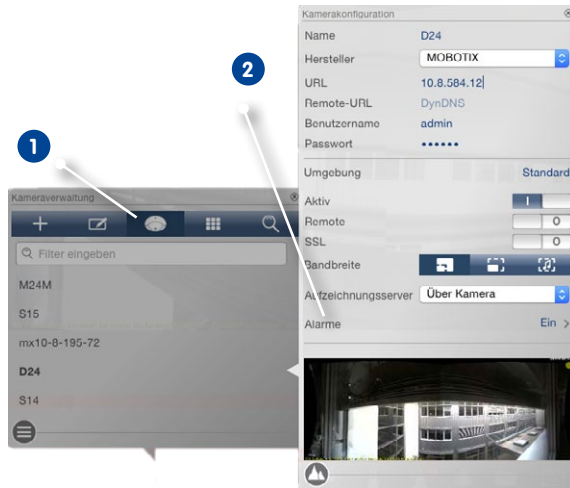 1
Kameraverwaltung
Filter eingeben
M24M
S15
mx10-8-195-72
D24
S14
2
Kamerakonfiguration
Name D24
Hersteller MOBOTIX
URL 10.8.584.12
Remote-URL DynDNS
Benutzername admin
Passwort ••••••
Umgebung Standard
Aktiv I
Remote O
SSL O
Bandbreite
Aufzeichnungsserver Über Kamera
Alarme Ein >